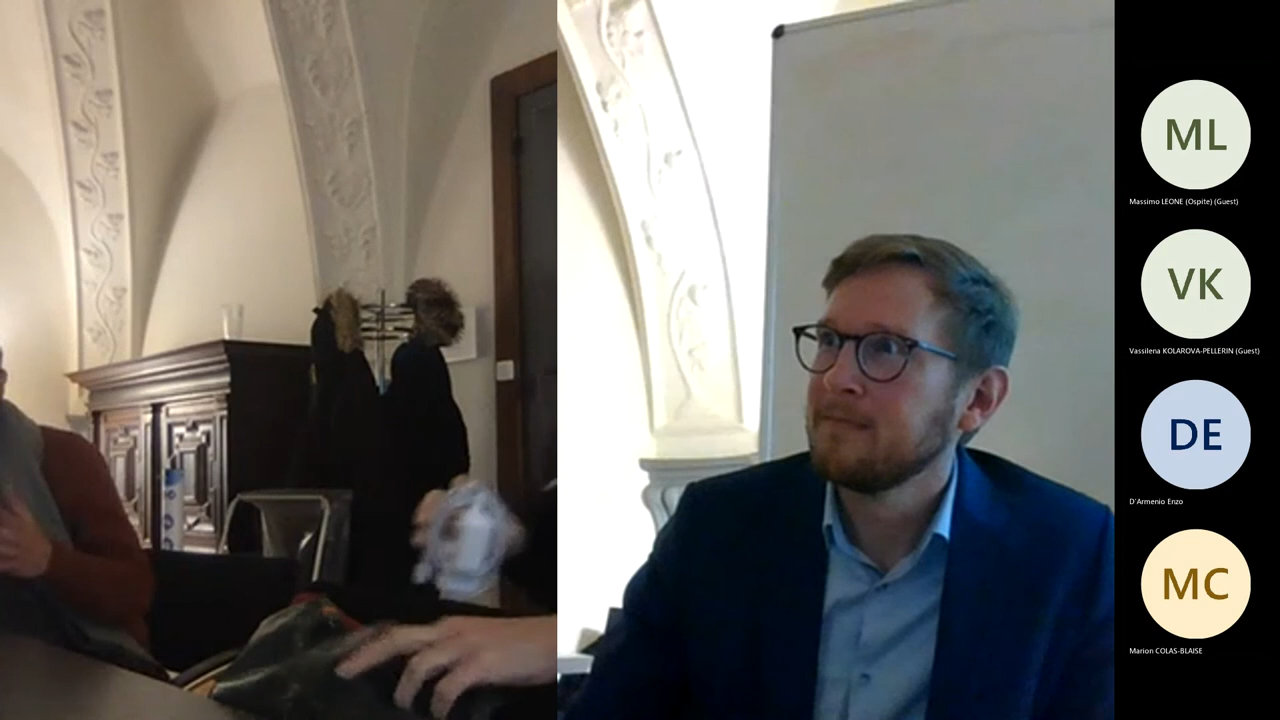 ML
Massimo LEONE (Ospite) (Guest)
VK
Vassilena KOLAROVA-PELLERIN (Guest)
DE
D'Armenio Enzo
MC
Marion COLAS-BLAISE